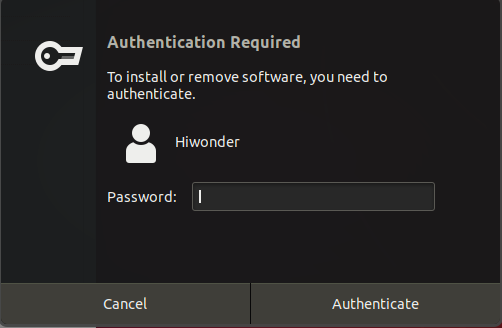 Authentication Required
To install or remove software, you need to
authenticate.
Hiwonder
Password:
Cancel
Authenticate